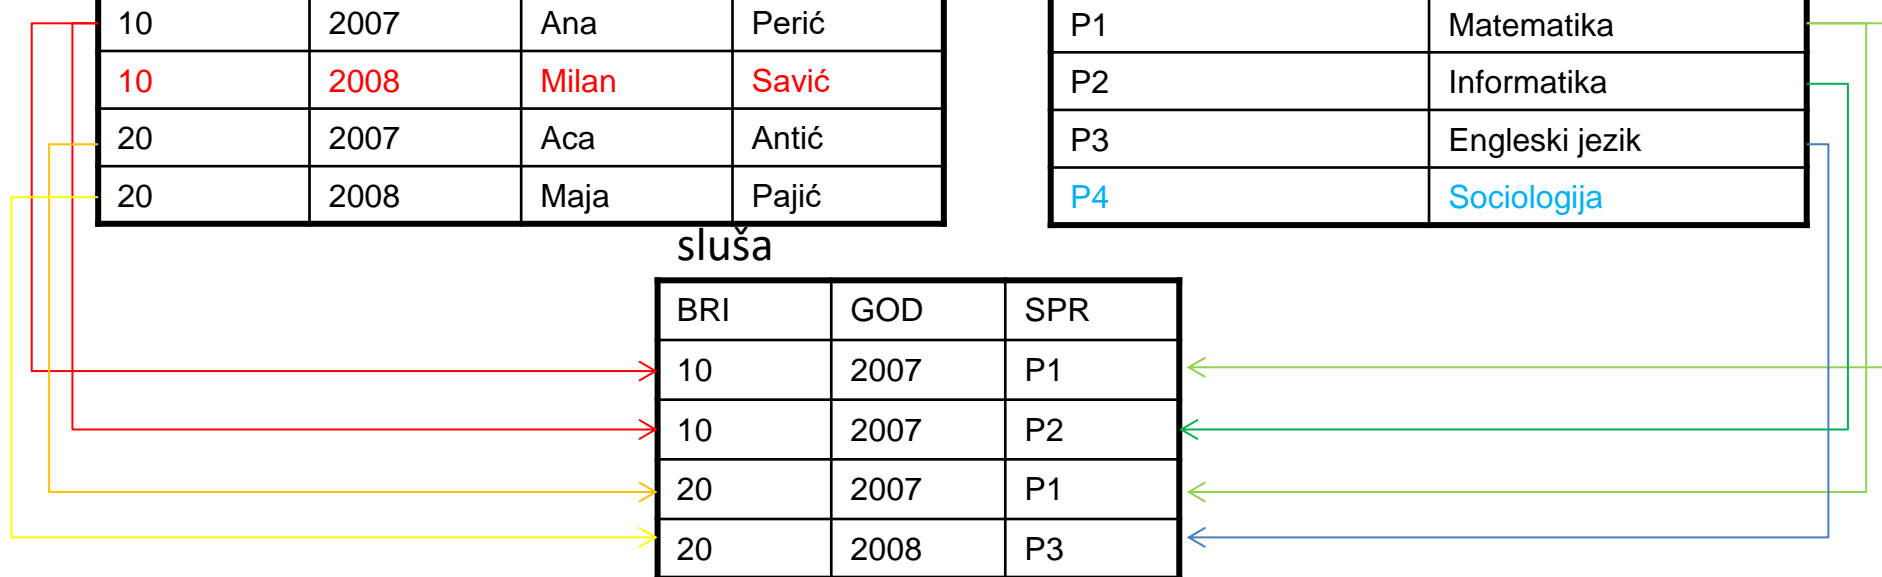 10 2007 Ana Perić
10 2008 Milan Savić
20 2007 Aca Antić
20 2008 Maja Pajić
P1 Matematika
P2 Informatika
P3 Engleski jezik
P4 Sociologija
sluša
BRI GOD SPR
10 2007 P1
10 2007 P2
20 2007 P1
20 2008 P3